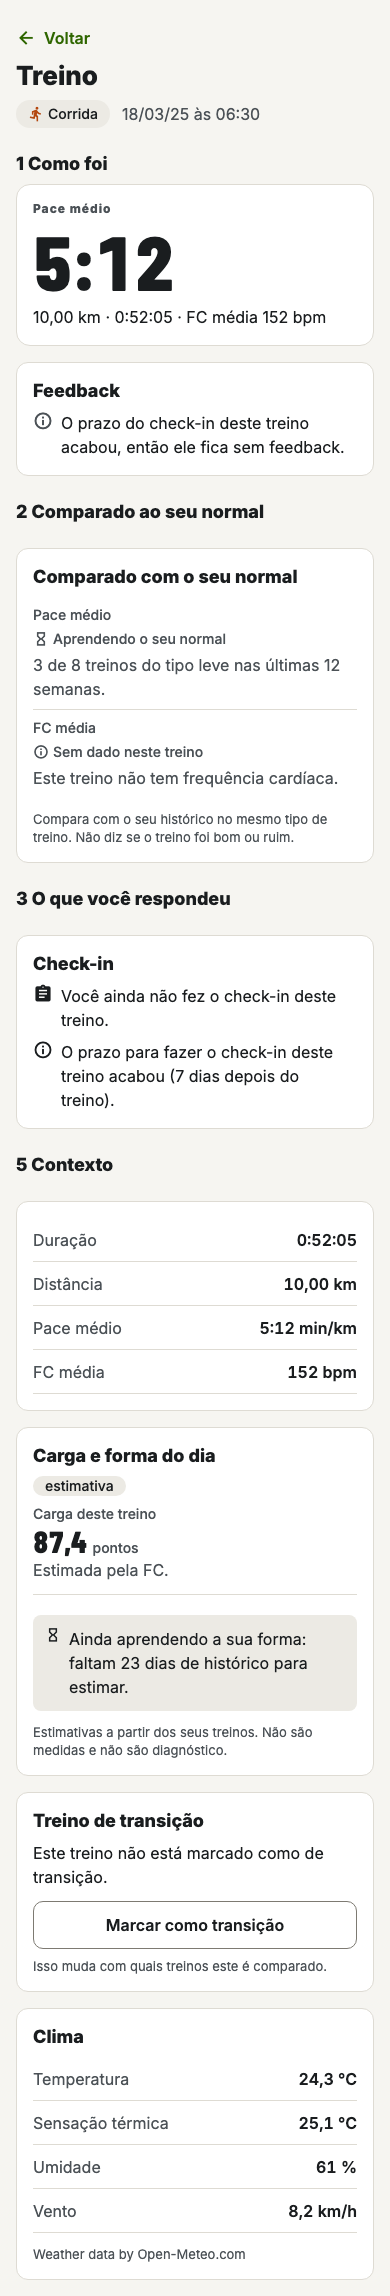 Voltar
Treino
Corrida 18/03/25 às 06:30
1 Como foi
Pace médio
5:12
10,00 km · 0:52:05 · FC média 152 bpm
Feedback
O prazo do check-in deste treino
acabou, então ele fica sem feedback.
2 Comparado ao seu normal
Comparado com o seu normal
Pace médio
Aprendendo o seu normal
3 de 8 treinos do tipo leve nas últimas 12
semanas.
FC média
Sem dado neste treino
Este treino não tem frequência cardíaca.
Compara com o seu histórico no mesmo tipo de
treino. Não diz se o treino foi bom ou ruim.
3 O que você respondeu
Check-in
Você ainda não fez o check-in deste
treino.
O prazo para fazer o check-in deste
treino acabou (7 dias depois do
treino).
5 Contexto
Duração 0:52:05
Distância 10,00 km
Pace médio 5:12 min/km
FC média 152 bpm
Carga e forma do dia
estimativa
Carga deste treino
87,4 pontos
Estimada pela FC.
Ainda aprendendo a sua forma:
faltam 23 dias de histórico para
estimar.
Estimativas a partir dos seus treinos. Não são
medidas e não são diagnóstico.
Treino de transição
Este treino não está marcado como de
transição.
Marcar como transição
Isso muda com quais treinos este é comparado.
Clima
Temperatura 24,3 °C
Sensação térmica 25,1 °C
Umidade 61 %
Vento 8,2 km/h
Weather data by Open-Meteo.com